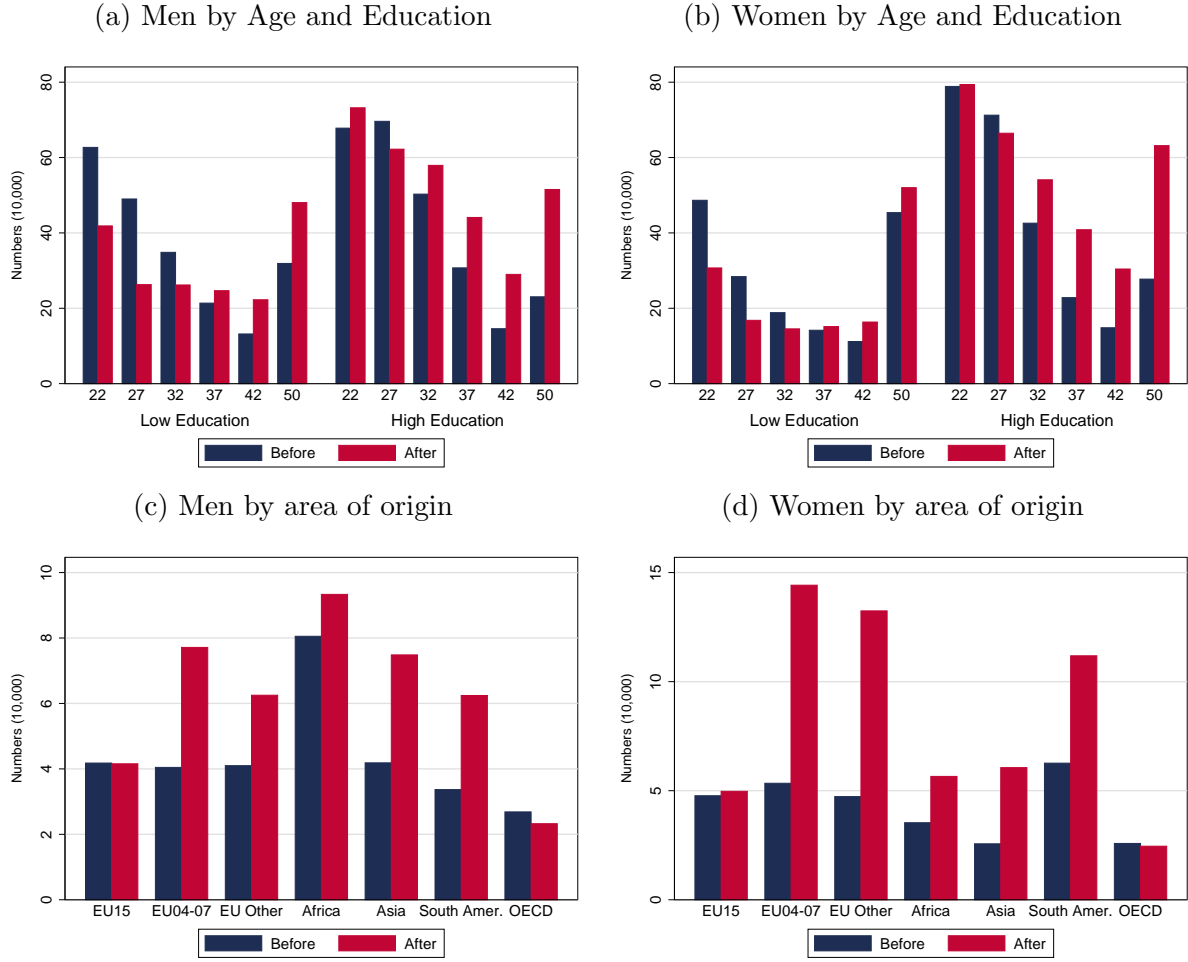 (a) Men by Age and Education
Numbers (10,000)
80
60
40
20
0
22 27 32 37 42 50 22 27 32 37 42 50
Low Education High Education
Before After
(b) Women by Age and Education
Numbers (10,000)
80
60
40
20
0
22 27 32 37 42 50 22 27 32 37 42 50
Low Education High Education
Before After
(c) Men by area of origin
Numbers (10,000)
10
8
6
4
2
0
EU15 EU04-07 EU Other Africa Asia South Amer. OECD
Before After
(d) Women by area of origin
Numbers (10,000)
15
10
5
0
EU15 EU04-07 EU Other Africa Asia South Amer. OECD
Before After